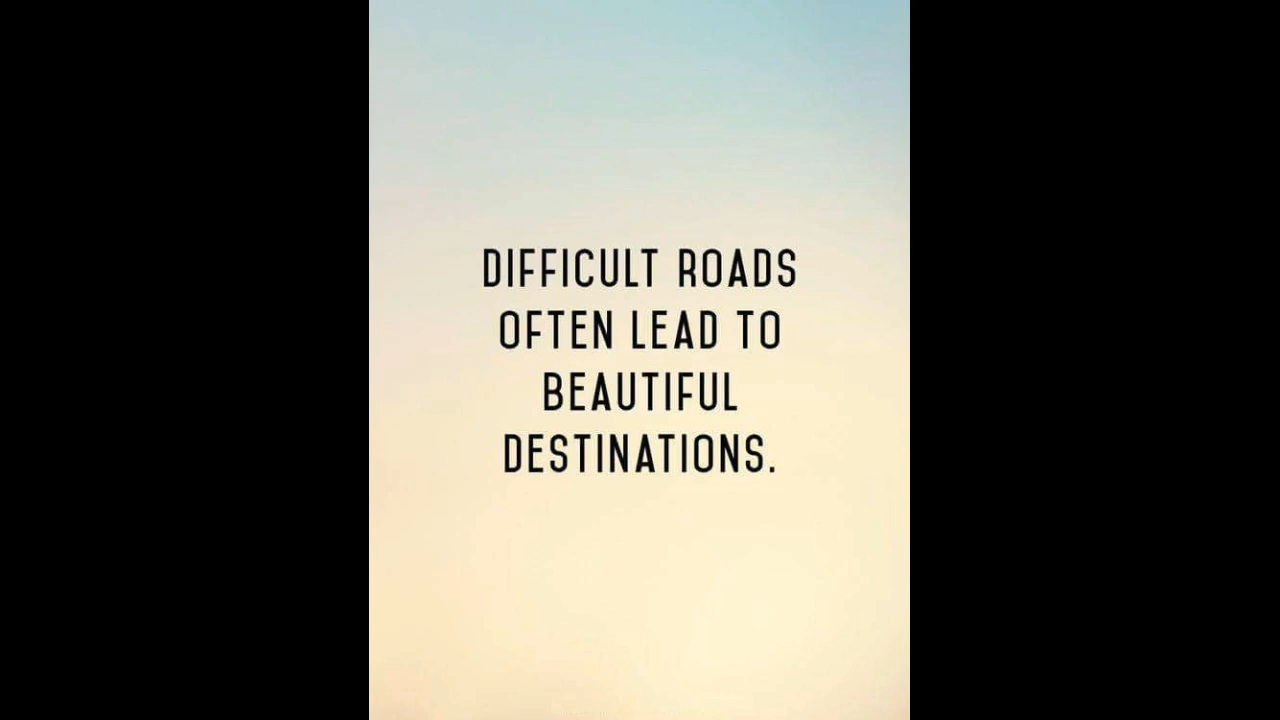 DIFFICULT ROADS
OFTEN LEAD TO
BEAUTIFUL
DESTINATIONS.